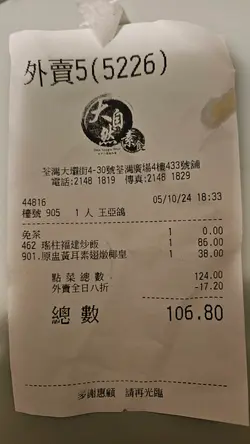 外賣5(5226)
大自然
素食
荃灣大壩街4-30號荃灣廣場4樓433號舖
電話:2148 1819 傳真:2148 1829
44816 05/10/24 18:33
檯號 905 1 人 王亞鴿
免茶 1 0.00
462 瑤柱福建炒飯 1 86.00
901.原盅黃耳素翅燉椰皇 1 38.00
點菜總數 124.00
外賣全日八折 -17.20
總數 106.80
多謝惠顧 請再光臨